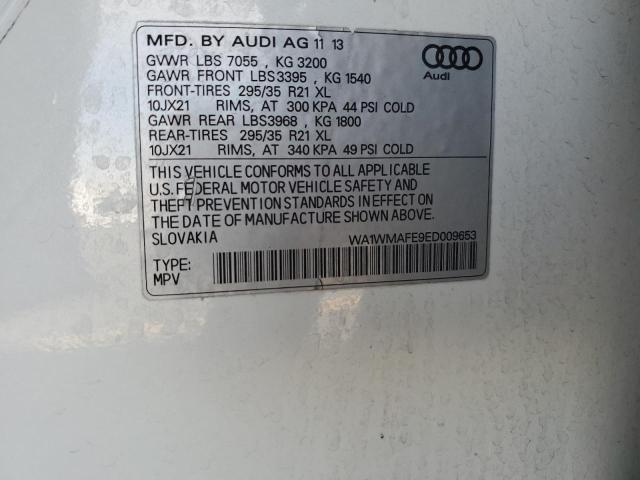 MFD. BY AUDI AG 11 13
GVWR LBS 7055 , KG 3200
GAWR FRONT LBS3395 , KG 1540
FRONT-TIRES 295/35 R21 XL
10JX21 RIMS, AT 300 KPA 44 PSI COLD
GAWR REAR LBS3968 , KG 1800
REAR-TIRES 295/35 R21 XL
10JX21 RIMS, AT 340 KPA 49 PSI COLD
Audi
THIS VEHICLE CONFORMS TO ALL APPLICABLE
U.S. FEDERAL MOTOR VEHICLE SAFETY AND
THEFT PREVENTION STANDARDS IN EFFECT ON
THE DATE OF MANUFACTURE SHOWN ABOVE.
SLOVAKIA WA1WMAFE9ED009653
TYPE:
MPV